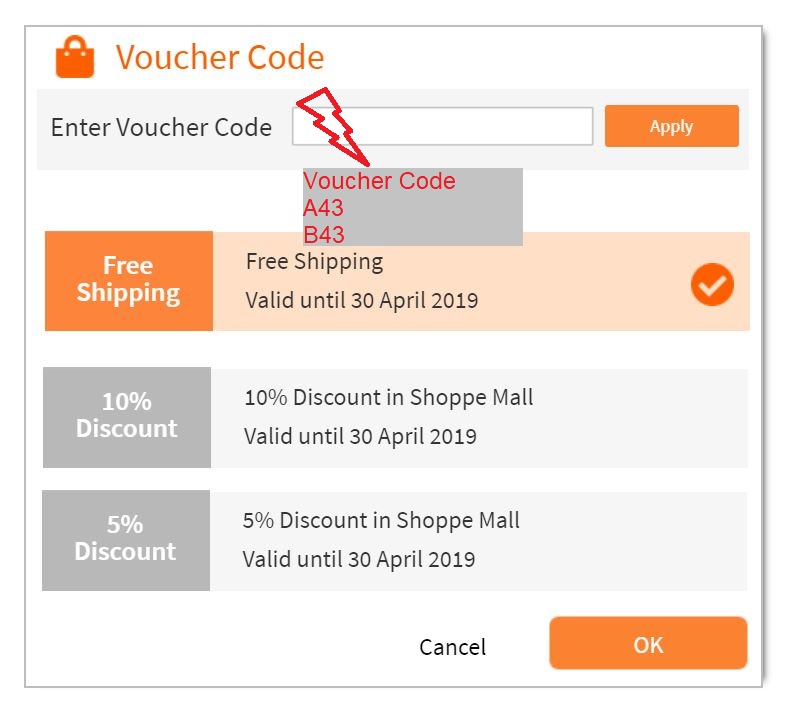 Voucher Code
Enter Voucher Code
Apply
Voucher Code
A43
B43
Free
Shipping
Free Shipping
Valid until 30 April 2019
10%
Discount
10% Discount in Shoppe Mall
Valid until 30 April 2019
5%
Discount
5% Discount in Shoppe Mall
Valid until 30 April 2019
Cancel
OK